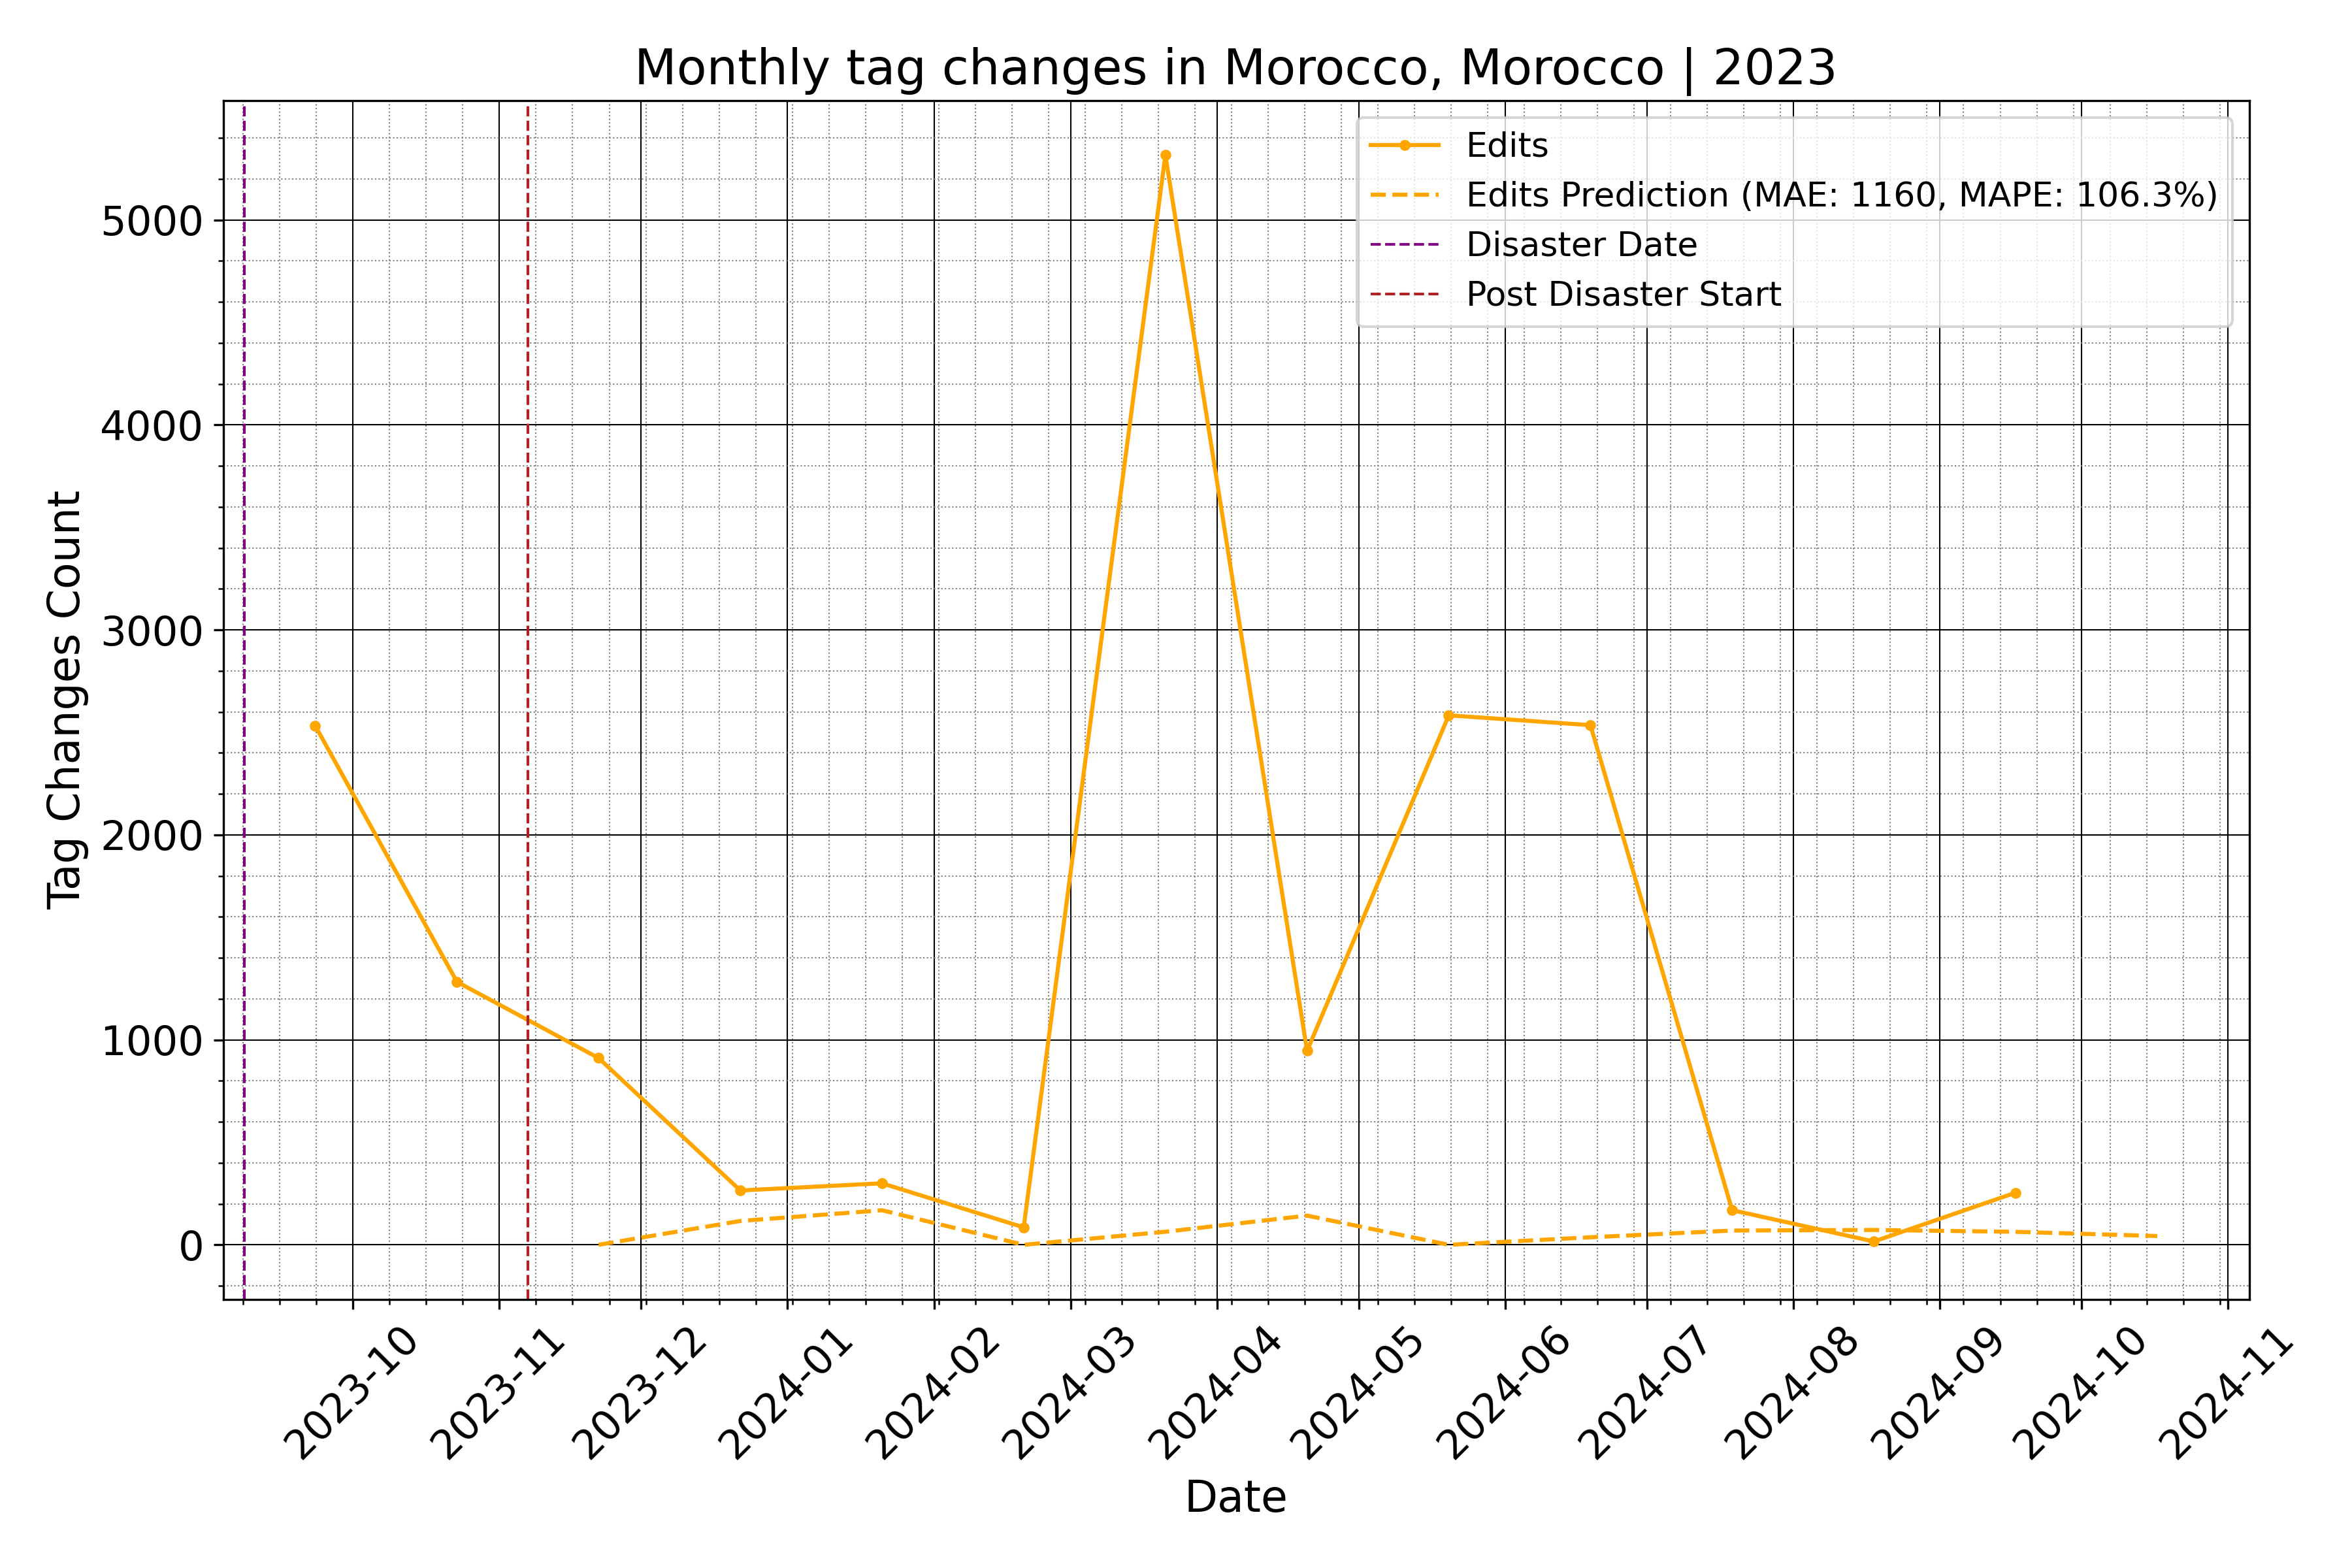 Monthly tag changes in Morocco, Morocco | 2023
Edits
Edits Prediction (MAE: 1160, MAPE: 106.3%)
Disaster Date
Post Disaster Start
Tag Changes Count
5000
4000
3000
2000
1000
0
2023-10
2023-11
2023-12
2024-01
2024-02
2024-03
2024-04
2024-05
2024-06
2024-07
2024-08
2024-09
2024-10
2024-11
Date